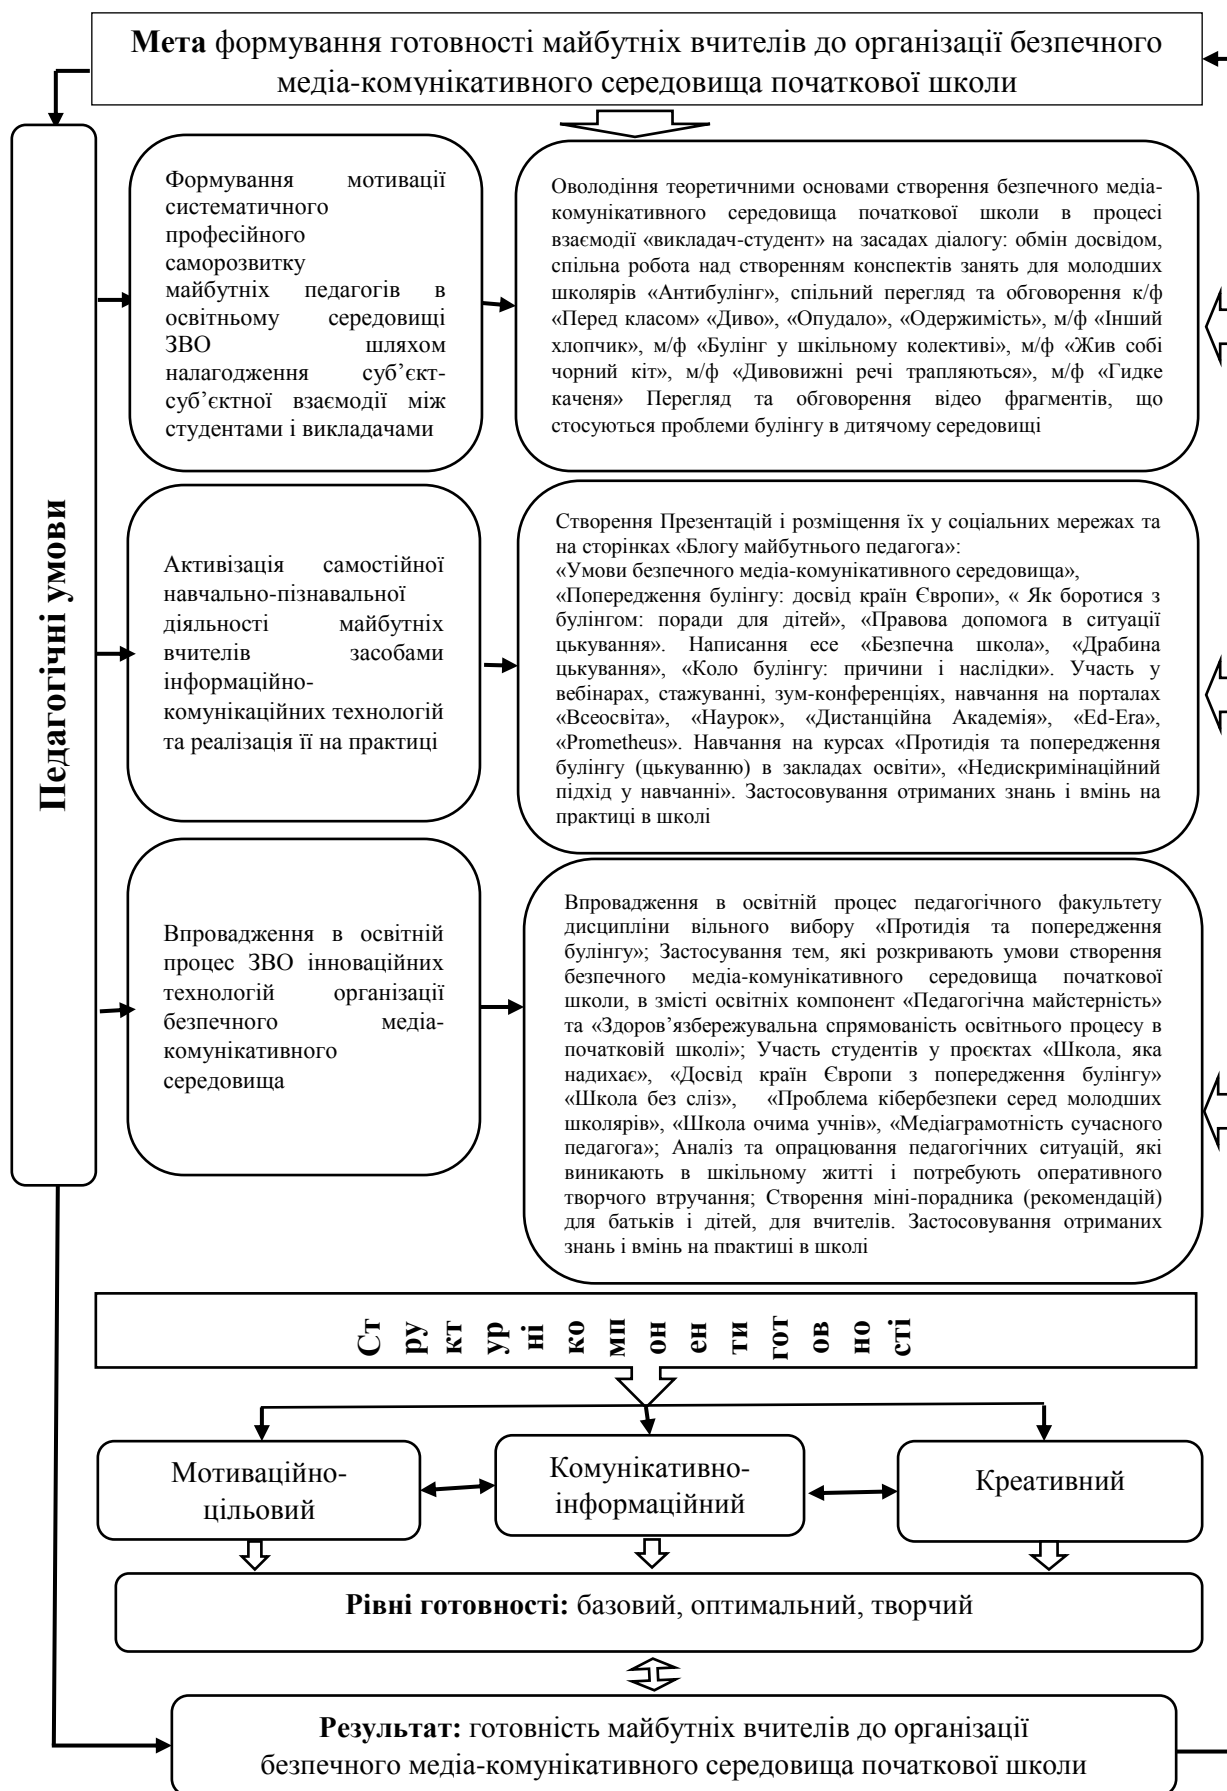 Мета формування готовності майбутніх вчителів до організації безпечного
медіа-комунікативного середовища початкової школи
Педагогічні умови
Формування мотивації
систематичного
професійного
саморозвитку
майбутніх педагогів в
освітньому середовищі
ЗВО шляхом
налагодження суб’єкт-
суб’єктної взаємодії між
студентами і викладачами
Оволодіння теоретичними основами створення безпечного медіа-
комунікативного середовища початкової школи в процесі
взаємодії «викладач-студент» на засадах діалогу: обмін досвідом,
спільна робота над створенням конспектів занять для молодших
школярів «Антибулінг», спільний перегляд та обговорення к/ф
«Перед класом» «Диво», «Опудало», «Одержимість», м/ф «Інший
хлопчик», м/ф «Булінг у шкільному колективі», м/ф «Жив собі
чорний кіт», м/ф «Дивовижні речі трапляються», м/ф «Гидке
каченя» Перегляд та обговорення відео фрагментів, що
стосуються проблеми булінгу в дитячому середовищі
Активізація самостійної
навчально-пізнавальної
діяльності майбутніх
вчителів засобами
інформаційно-
комунікаційних технологій
та реалізація її на практиці
Створення Презентацій і розміщення їх у соціальних мережах та
на сторінках «Блогу майбутнього педагога»:
«Умови безпечного медіа-комунікативного середовища»,
«Попередження булінгу: досвід країн Європи», « Як боротися з
булінгом: поради для дітей», «Правова допомога в ситуації
цькування». Написання есе «Безпечна школа», «Драбина
цькування», «Коло булінгу: причини і наслідки». Участь у
вебінарах, стажуванні, зум-конференціях, навчання на порталах
«Всеосвіта», «Наурок», «Дистанційна Академія», «Ed-Era»,
«Prometheus». Навчання на курсах «Протидія та попередження
булінгу (цькуванню) в закладах освіти», «Недискримінаційний
підхід у навчанні». Застосовування отриманих знань і вмінь на
практиці в школі
Впровадження в освітній
процес ЗВО інноваційних
технологій організації
безпечного медіа-
комунікативного
середовища
Впровадження в освітній процес педагогічного факультету
дисципліни вільного вибору «Протидія та попередження
булінгу»; Застосування тем, які розкривають умови створення
безпечного медіа-комунікативного середовища початкової
школи, в змісті освітніх компонент «Педагогічна майстерність»
та «Здоров’язбережувальна спрямованість освітнього процесу в
початковій школі»; Участь студентів у проєктах «Школа, яка
надихає», «Досвід країн Європи з попередження булінгу»
«Школа без сліз», «Проблема кібербезпеки серед молодших
школярів», «Школа очима учнів», «Медіаграмотність сучасного
педагога»; Аналіз та опрацювання педагогічних ситуацій, які
виникають в шкільному житті і потребують оперативного
творчого втручання; Створення міні-порадника (рекомендацій)
для батьків і дітей, для вчителів. Застосовування отриманих
знань і вмінь на практиці в школі
Структурні компоненти готовності
Мотиваційно-
цільовий
Комунікативно-
інформаційний
Креативний
Рівні готовності: базовий, оптимальний, творчий
Результат: готовність майбутніх вчителів до організації
безпечного медіа-комунікативного середовища початкової школи